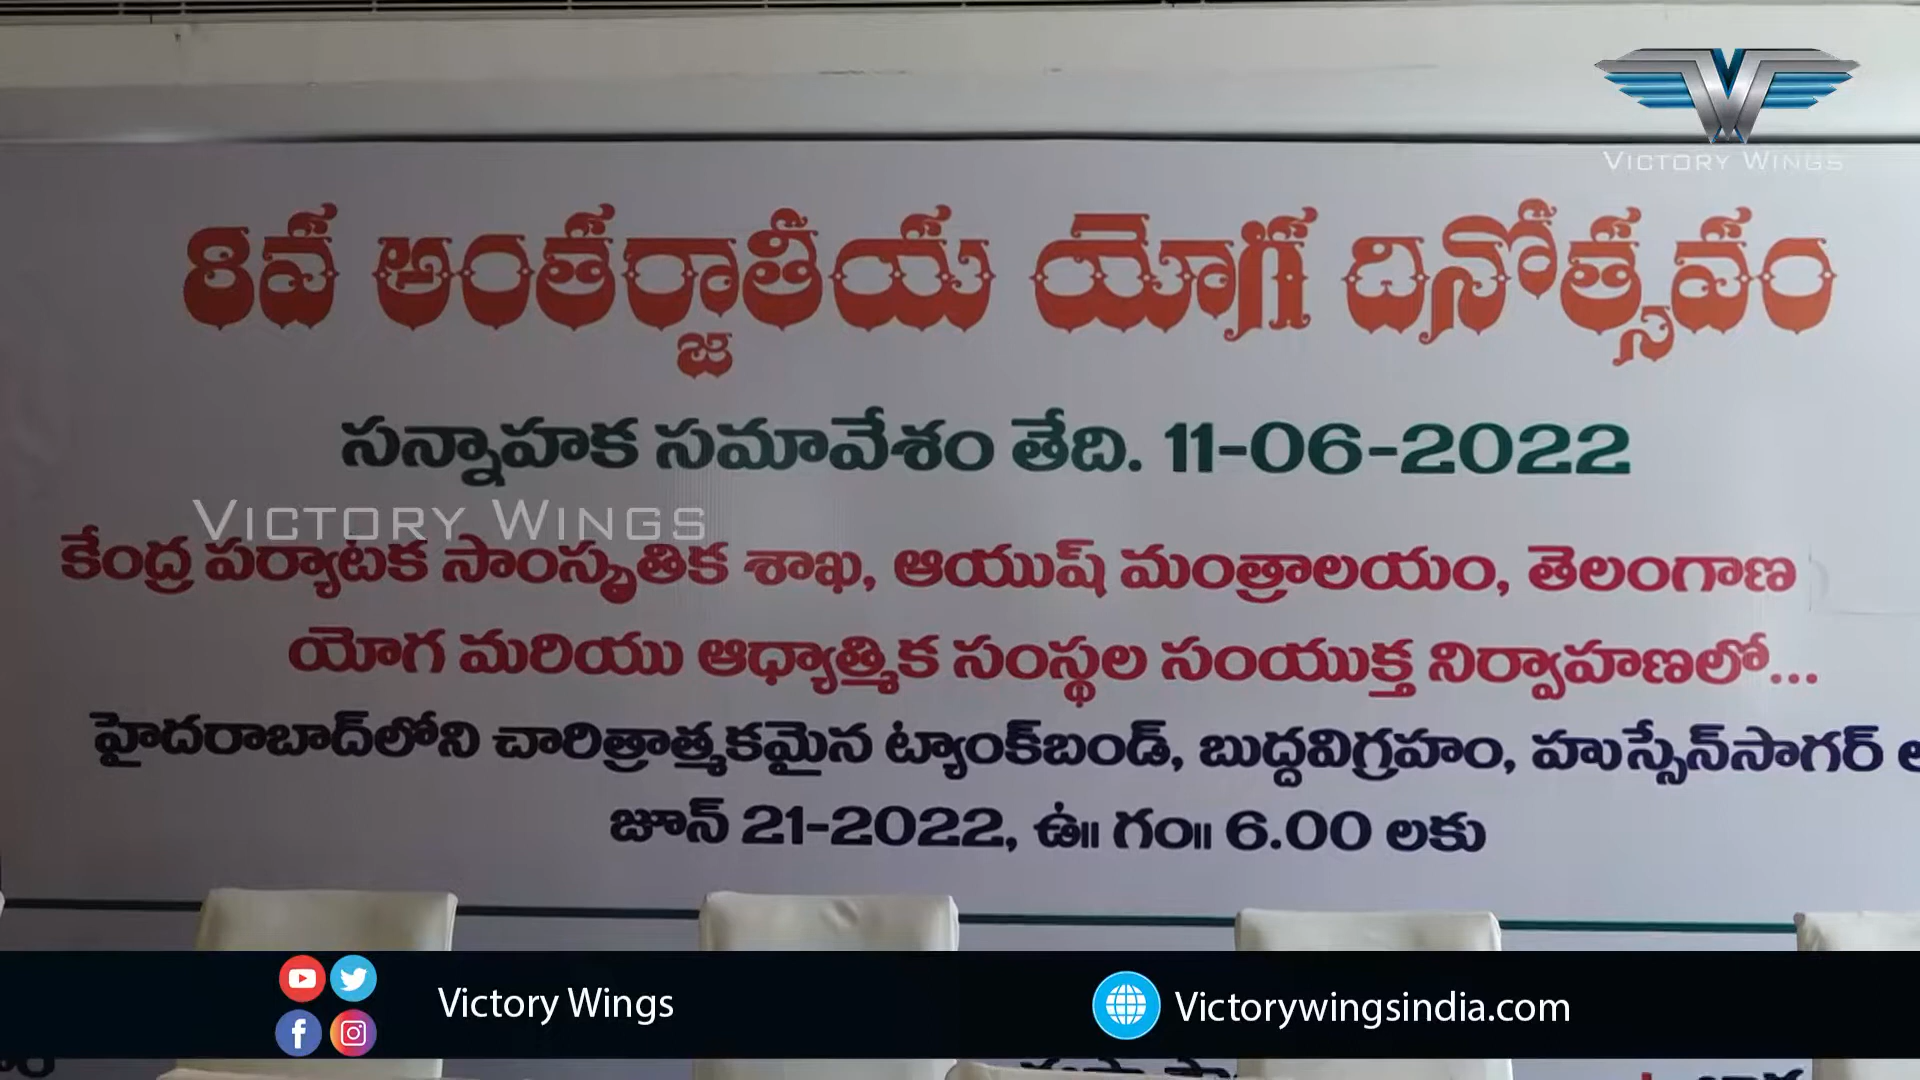 VICTORY WINGS
8వ అంతర్జాతీయ యోగ దినోత్సవం
సన్నాహక సమావేశం తేది. 11-06-2022
VICTORY WINGS
కేంద్ర పర్యాటక సాంస్కృతిక శాఖ, ఆయుష్ మంత్రాలయం, తెలంగాణ
యోగ మరియు ఆధ్యాత్మిక సంస్థల సంయుక్త నిర్వాహణలో...
హైదరాబాద్‌లోని చారిత్రాత్మకమైన ట్యాంక్‌బండ్, బుద్దవిగ్రహం, హుస్సేన్‌సాగర్
జూన్ 21-2022, ఉ॥ గం॥ 6.00 లకు
Victory Wings
Victorywingsindia.com